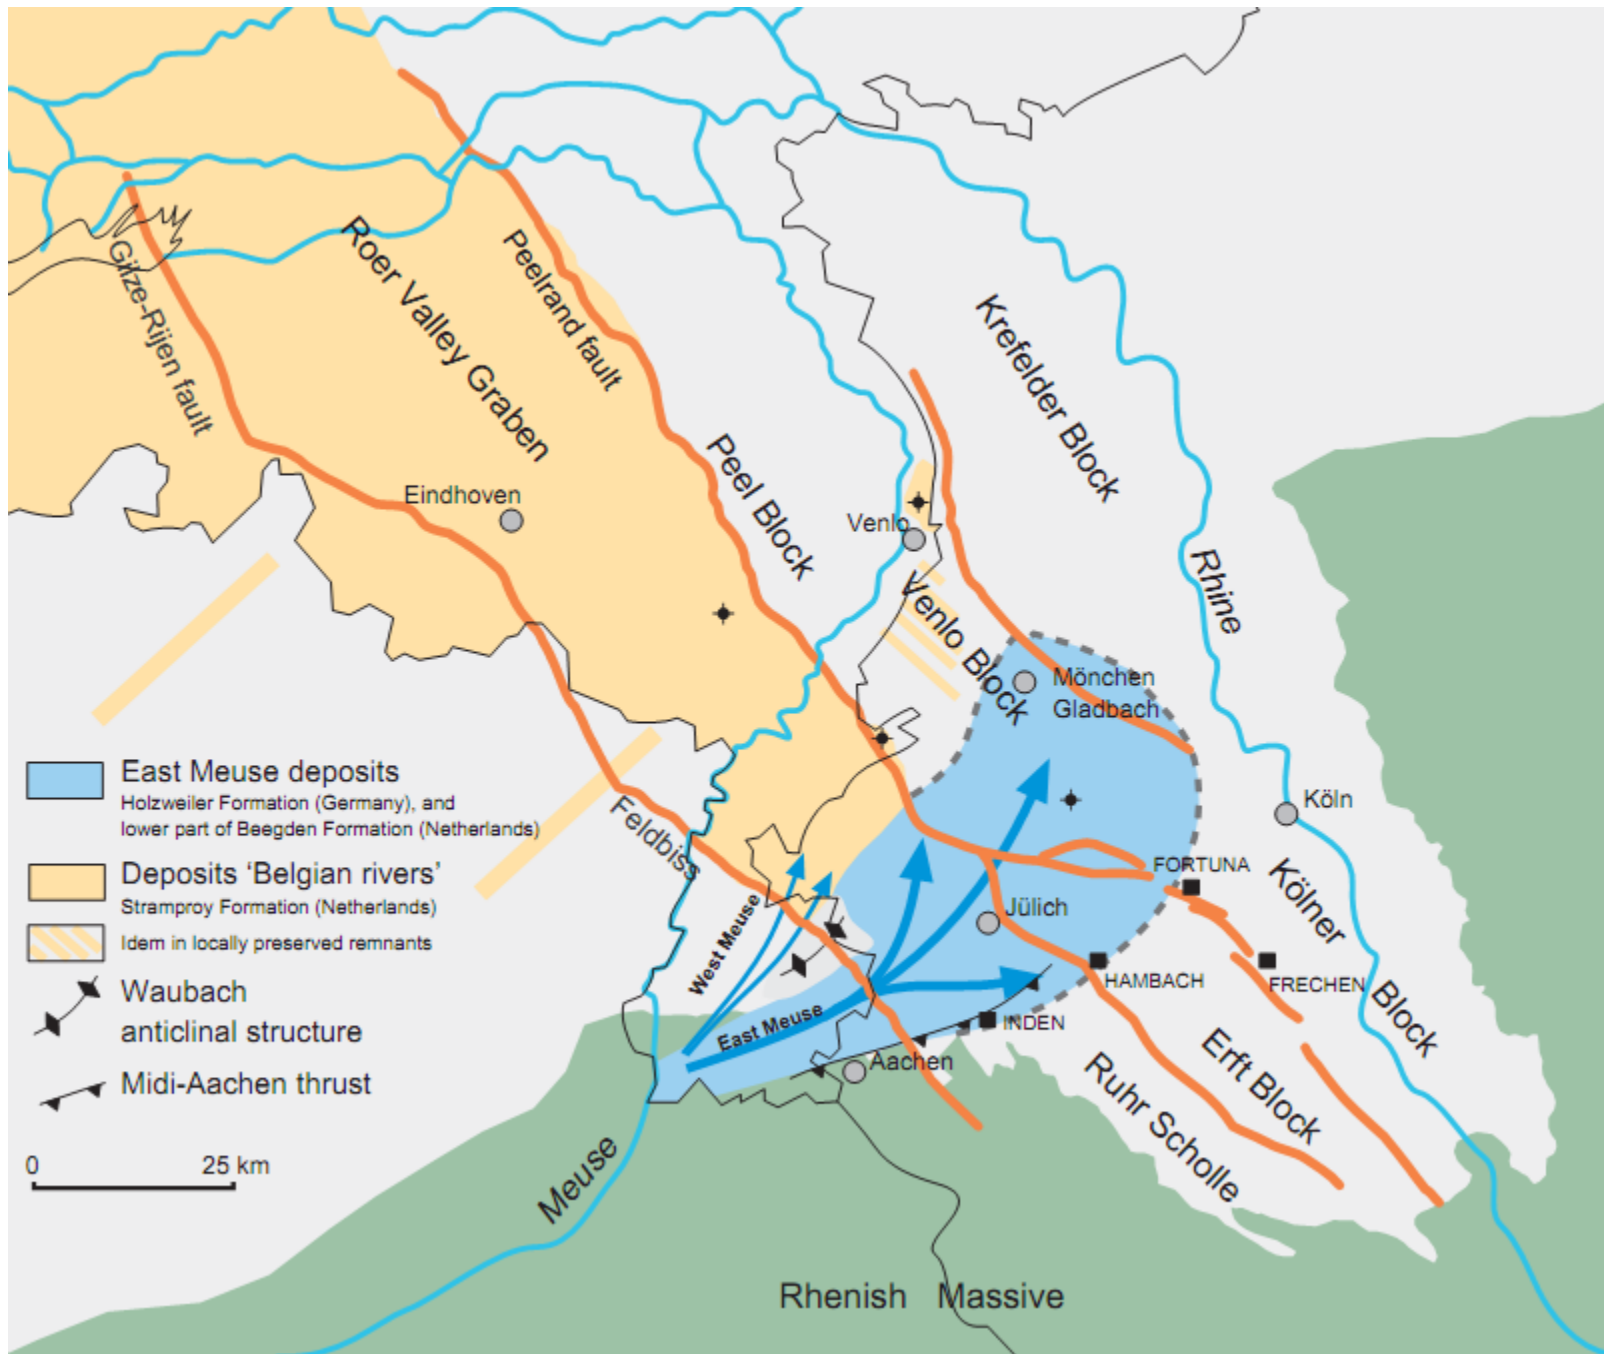 Gilze-Rijen fault
Roer Valley Graben
Peelrand fault
Krefelder Block
Peel Block
Eindhoven
Venlo
Venlo Block
Rhine
Mönchen
Gladbach
East Meuse deposits
Holzweiler Formation (Germany), and
lower part of Beegden Formation (Netherlands)
Deposits ‘Belgian rivers’
Stramproy Formation (Netherlands)
Idem in locally preserved remnants
Waubach
anticlinal structure
Midi-Aachen thrust
0 25 km
Feldbiss
Köln
FORTUNA
Kölner Block
Jülich
West Meuse
HAMBACH
FRECHEN
East Meuse
INDEN
Aachen
Erft Block
Ruhr Scholle
Meuse
Rhenish Massive